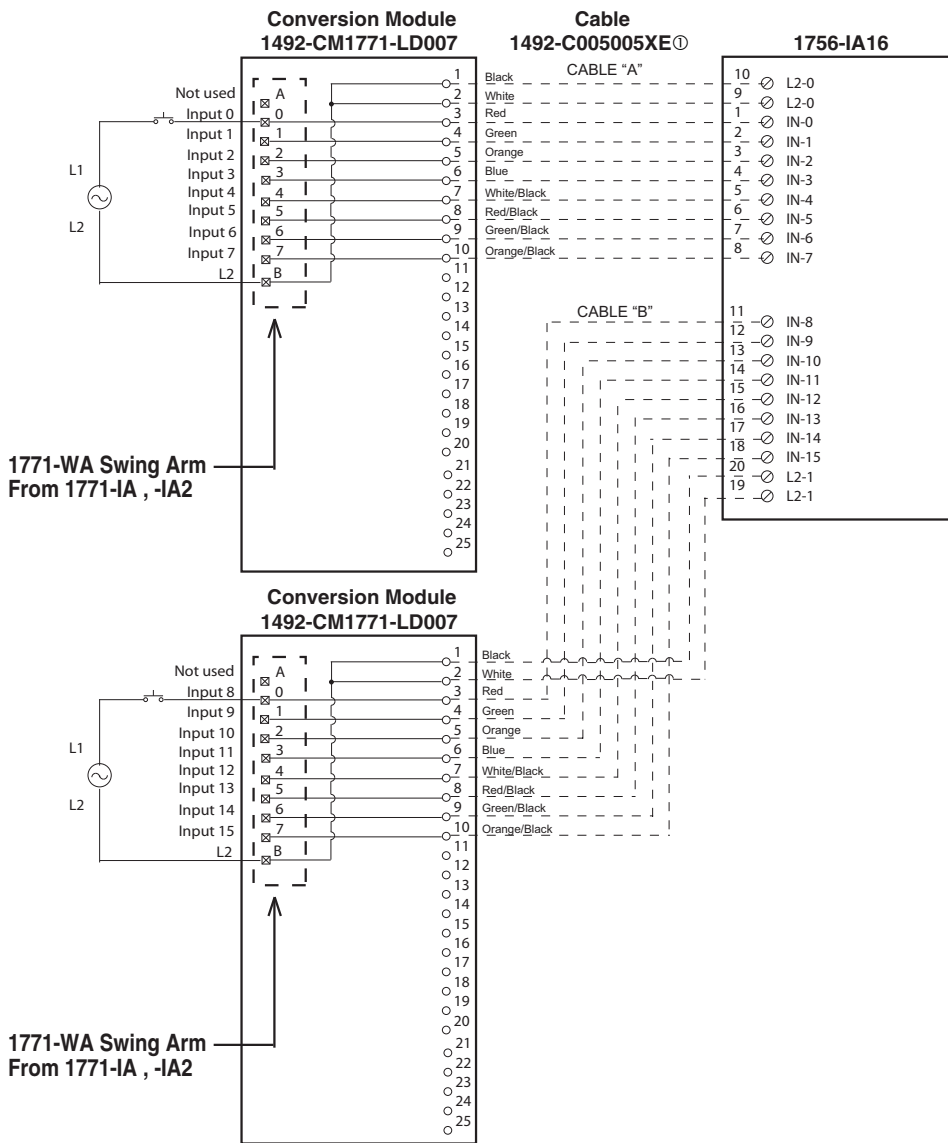 Conversion Module
1492-CM1771-LD007
Cable
1492-C005005XE①
1756-IA16
CABLE “A”
Not used A
Input 0 0
Input 1 1
Input 2 2
Input 3 3
Input 4 4
Input 5 5
Input 6 6
Input 7 7
L2 B
L1
L2
1 Black 10 L2-0
2 White 9 L2-0
3 Red 1 IN-0
4 Green 2 IN-1
5 Orange 3 IN-2
6 Blue 4 IN-3
7 White/Black 5 IN-4
8 Red/Black 6 IN-5
9 Green/Black 7 IN-6
10 Orange/Black 8 IN-7
11
12
13
14
15
16
17
18
19
20
21
22
23
24
25
CABLE “B”
11 IN-8
12 IN-9
13 IN-10
14 IN-11
15 IN-12
16 IN-13
17 IN-14
18 IN-15
20 L2-1
19 L2-1
1771-WA Swing Arm
From 1771-IA , -IA2
Conversion Module
1492-CM1771-LD007
Not used A
Input 8 0
Input 9 1
Input 10 2
Input 11 3
Input 12 4
Input 13 5
Input 14 6
Input 15 7
L2 B
L1
L2
1 Black
2 White
3 Red
4 Green
5 Orange
6 Blue
7 White/Black
8 Red/Black
9 Green/Black
10 Orange/Black
11
12
13
14
15
16
17
18
19
20
21
22
23
24
25
1771-WA Swing Arm
From 1771-IA , -IA2